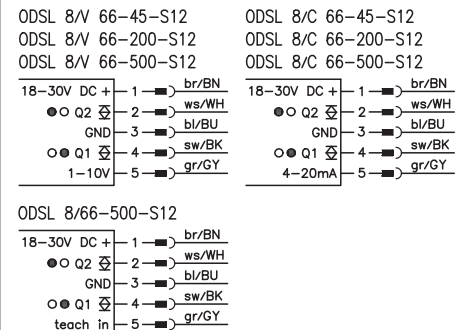 ODSL 8/V 66-45-S12
ODSL 8/V 66-200-S12
ODSL 8/V 66-500-S12
18-30V DC + 1 br/BN
Q2 2 ws/WH
GND 3 bl/BU
Q1 4 sw/BK
1-10V 5 gr/GY
ODSL 8/C 66-45-S12
ODSL 8/C 66-200-S12
ODSL 8/C 66-500-S12
18-30V DC + 1 br/BN
Q2 2 ws/WH
GND 3 bl/BU
Q1 4 sw/BK
4-20mA 5 gr/GY
ODSL 8/66-500-S12
18-30V DC + 1 br/BN
Q2 2 ws/WH
GND 3 bl/BU
Q1 4 sw/BK
teach in 5 gr/GY